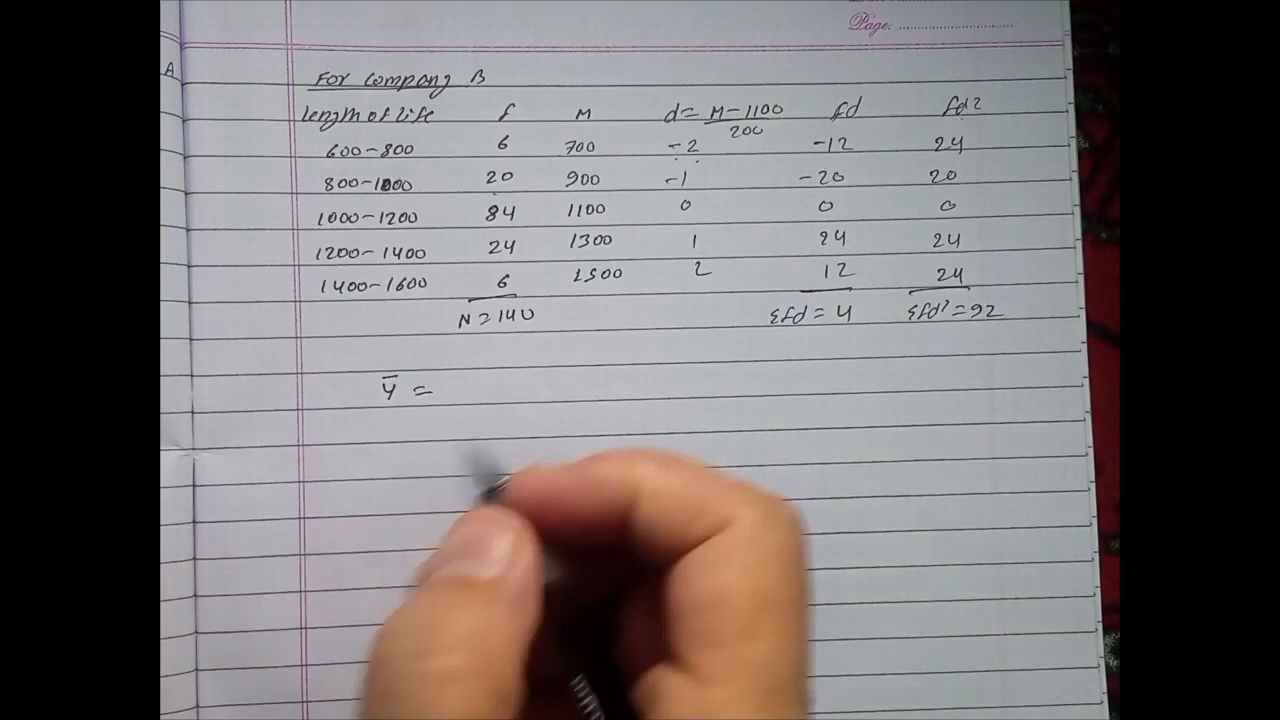 Page:
A
For Company B
length of life f M d = M-1100/200 fd fd²
600-800 6 700 -2 -12 24
800-1000 20 900 -1 -20 20
1000-1200 84 1100 0 0 0
1200-1400 24 1300 1 24 24
1400-1600 6 1500 2 12 24
N = 140 Σfd = 4 Σfd² = 92
ȳ =